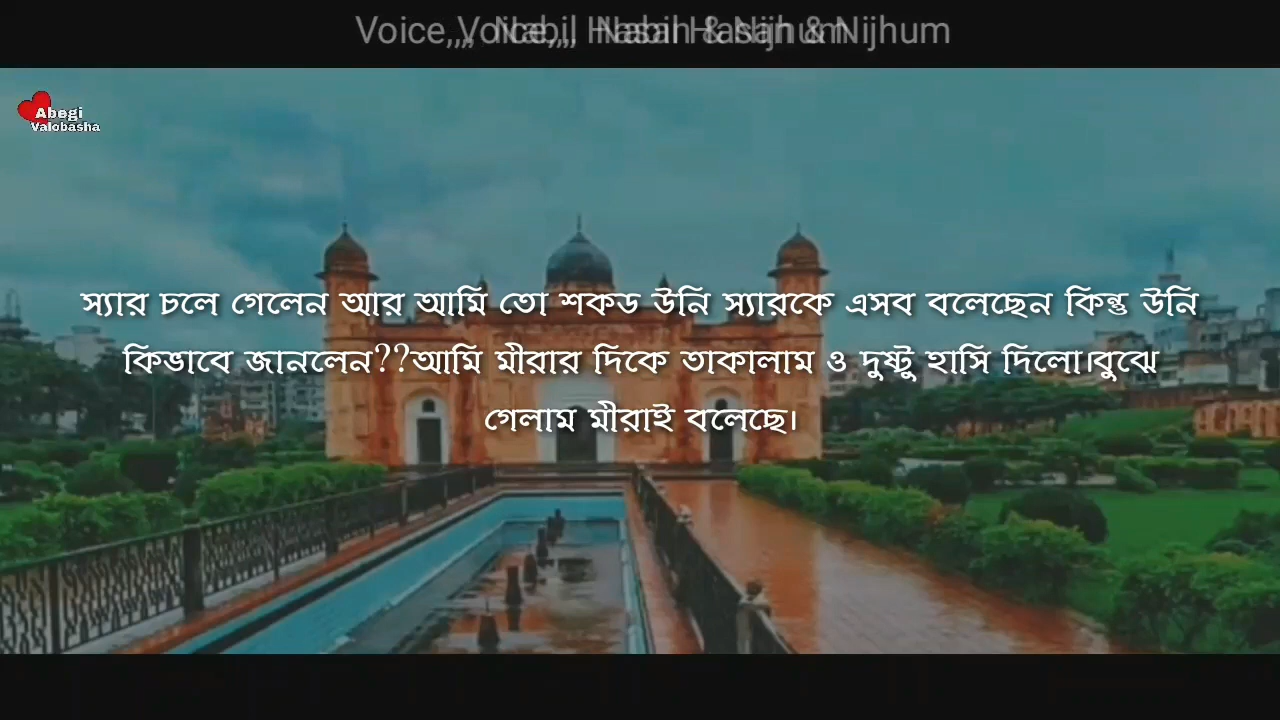 Voice,,,, Nabil Hasan & Nijhum
Abegi
Valobasha
স্যার চলে গেলেন আর আমি তো শকড উনি স্যারকে এসব বলেছেন কিন্তু উনি
কিভাবে জানলেন??আমি মীরার দিকে তাকালাম ও দুষ্টু হাসি দিলো।বুঝে
গেলাম মীরাই বলেছে।